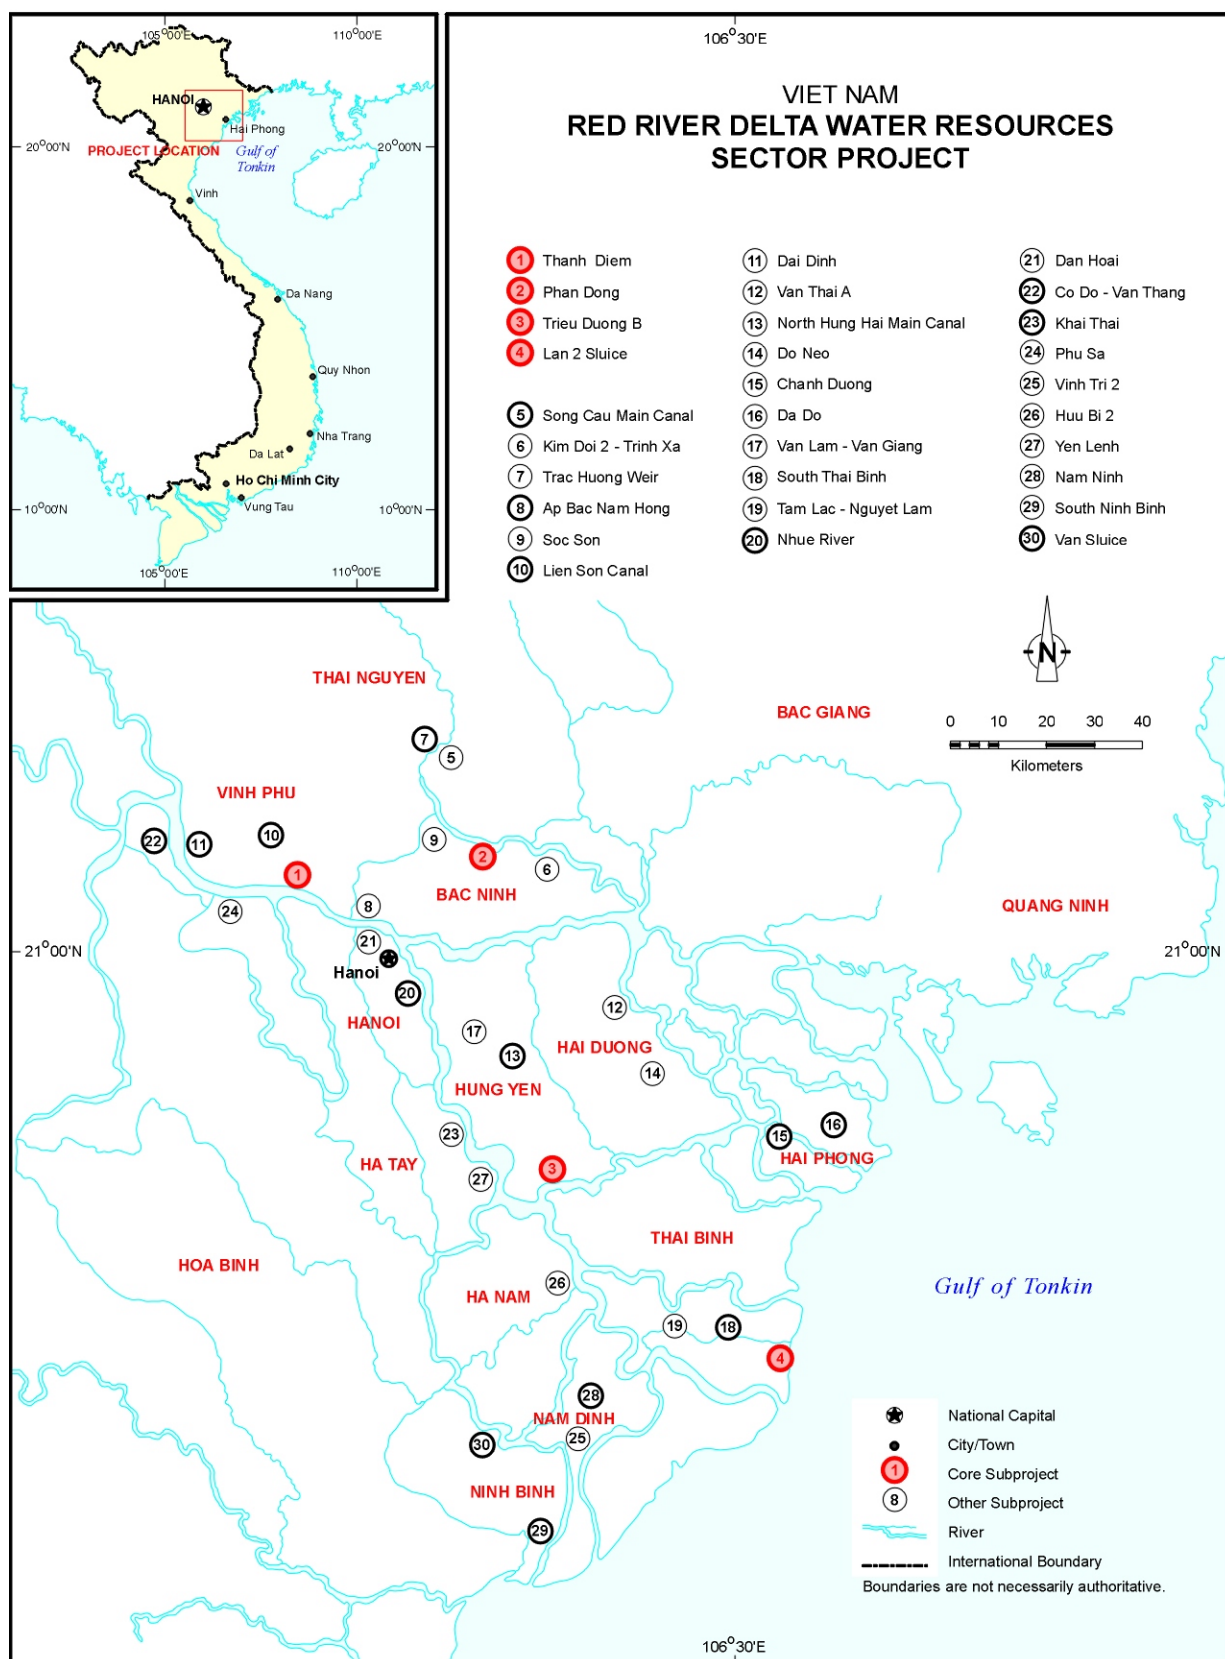 105°00'E
110°00'E
HANOI
Hai Phong
20°00'N
PROJECT LOCATION
Gulf of
Tonkin
20°00'N
Vinh
Da Nang
Quy Nhon
Nha Trang
Da Lat
Ho Chi Minh City
Vung Tau
10°00'N
10°00'N
105°00'E
110°00'E
106°30'E
VIET NAM
RED RIVER DELTA WATER RESOURCES
SECTOR PROJECT
1 Thanh Diem
2 Phan Dong
3 Trieu Duong B
4 Lan 2 Sluice
5 Song Cau Main Canal
6 Kim Doi 2 - Trinh Xa
7 Trac Huong Weir
8 Ap Bac Nam Hong
9 Soc Son
10 Lien Son Canal
11 Dai Dinh
12 Van Thai A
13 North Hung Hai Main Canal
14 Do Neo
15 Chanh Duong
16 Da Do
17 Van Lam - Van Giang
18 South Thai Binh
19 Tam Lac - Nguyet Lam
20 Nhue River
21 Dan Hoai
22 Co Do - Van Thang
23 Khai Thai
24 Phu Sa
25 Vinh Tri 2
26 Huu Bi 2
27 Yen Lenh
28 Nam Ninh
29 South Ninh Binh
30 Van Sluice
N
0 10 20 30 40
Kilometers
THAI NGUYEN
BAC GIANG
7
5
VINH PHU
22
11
10
9
2
1
6
BAC NINH
24
8
QUANG NINH
21
21°00'N
21°00'N
Hanoi
20
HANOI
12
17
13
HAI DUONG
14
HUNG YEN
23
16
15
HAI PHONG
HA TAY
3
27
THAI BINH
HOA BINH
26
HA NAM
Gulf of Tonkin
19
18
4
28
NAM DINH
25
30
NINH BINH
29
National Capital
City/Town
1 Core Subproject
8 Other Subproject
River
International Boundary
Boundaries are not necessarily authoritative.
106°30'E